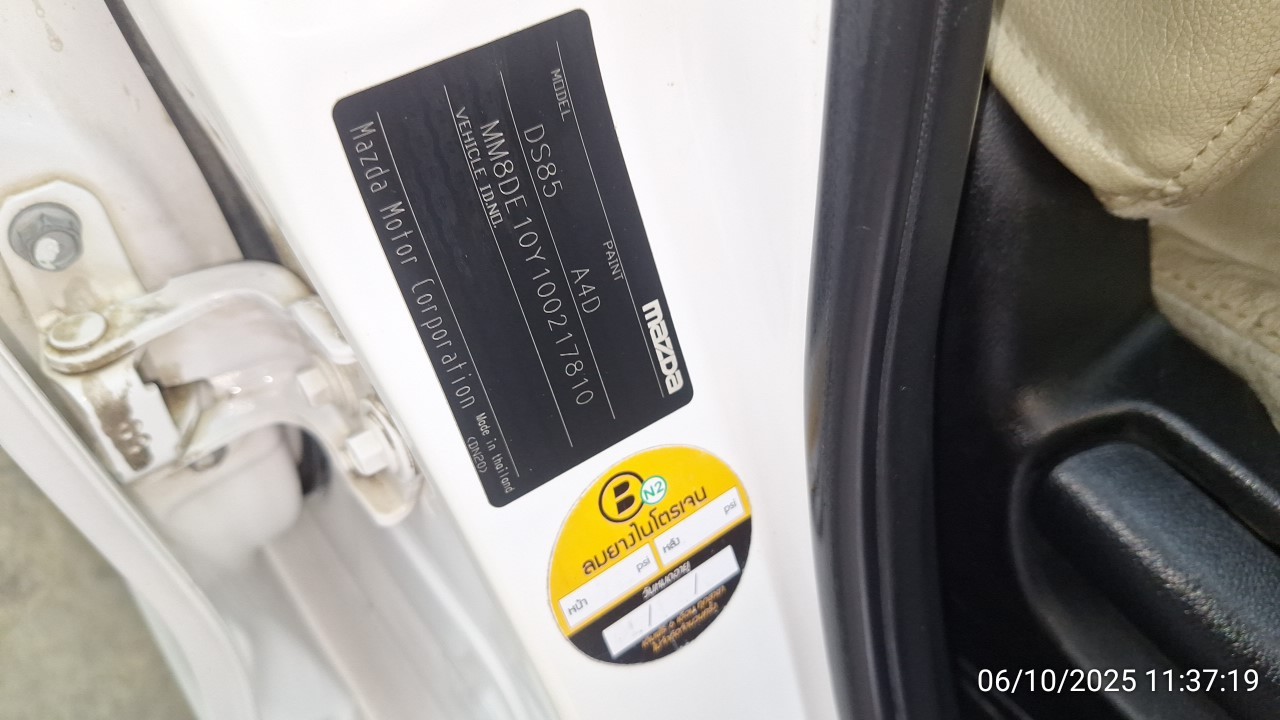 mazda
MODEL PAINT
DS85 A4D
MM8DE10Y100217810
VEHICLE ID.NO.
Mazda Motor Corporation Made in thailand
(DN20)
B N2
ลมยางไนโตรเจน
หน้า psi หลัง psi
/ /
06/10/2025 11:37:19